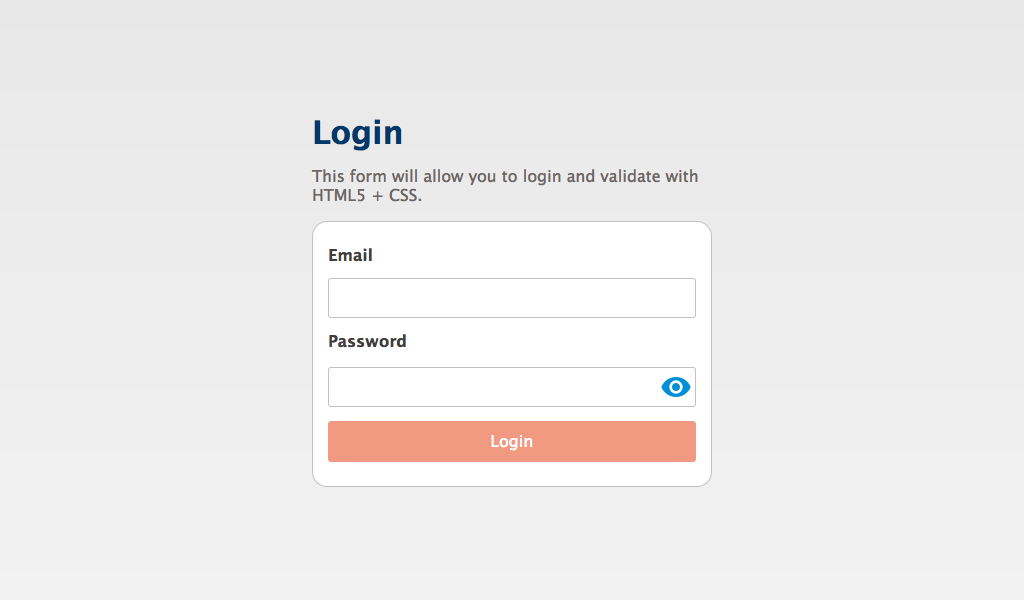 Login
This form will allow you to login and validate with
HTML5 + CSS.
Email
Password
Login